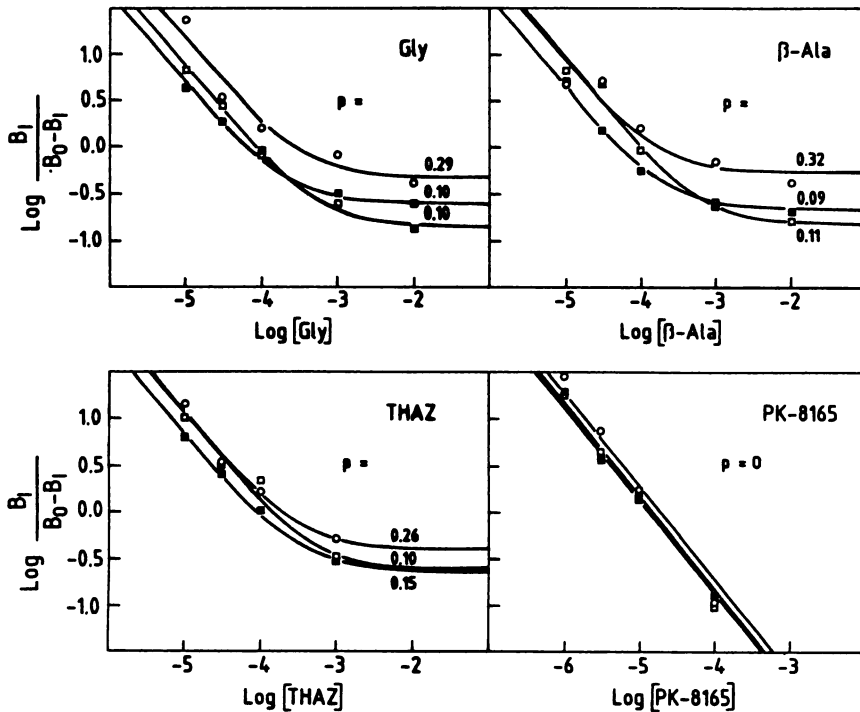 Gly
1.0
0.5
0.0
-0.5
-1.0
Log B_I / ·B_0-B_I
p =
0.29
0.10
0.10
-5
-4
-3
-2
Log [Gly]
β-Ala
p =
0.32
0.09
0.11
-5
-4
-3
-2
Log [β-Ala]
THAZ
1.0
0.5
0.0
-0.5
-1.0
Log B_I / B_0-B_I
p =
0.26
0.10
0.15
-5
-4
-3
-2
Log [THAZ]
PK-8165
p = 0
-6
-5
-4
-3
Log [PK-8165]